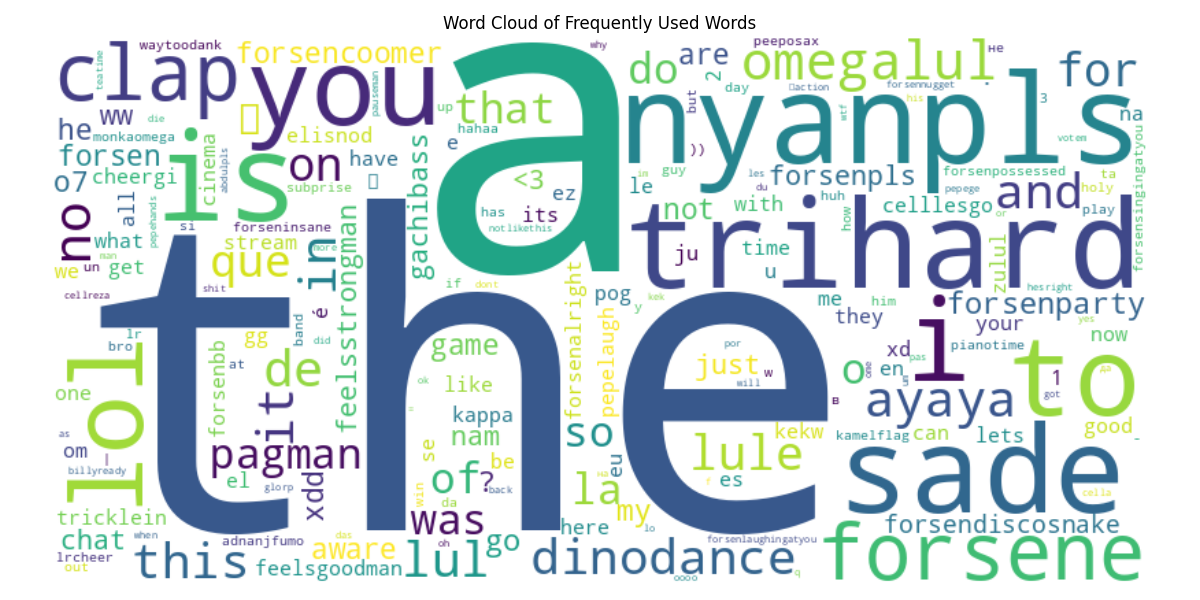 Word Cloud of Frequently Used Words
the
a
you
nyanpls
trihard
is
i
to
sade
forsene
lol
clap
omegalul
for
and
do
are
that
no
on
in
he
ww
forsen
o7
cheergi
monkaomega
waytoodank
forsencoomer
teatime
pauseman
die
elisnod
cinema
abdulpls
subprise
have
gachibass
up
hahaa
e
why
<3
ez
has
its
notlikethis
peeposax
2
day
but
))
le
in
guy
les
du
forsenpls
not
with
celllesgo
huh
how
ju
time
u
zulul
or
forsennugget
his
wtf
forsenpossessed
pepege
ta
holy
play
votem
3
не
na
forsensingingatyou
hesright
forsenparty
me
him
they
your
now
yes
xd
pianotime
pas
en
o
one
1
got
да
good
ayaya
kamelflag
can
lets
-
all
pepehands
si
what
man
we
un
get
cellreza
shit
forseninsane
stream
more
que
feelsstrongman
é
band
did
gg
lr
bro
forsenbb
at
de
it
one
as
om
|
billyready
pagman
el
glorp
xdd
tricklein
chat
when
lrcheer
out
this
adnanjfumo
das
aware
feelsgoodman
lul
oh
go
was
of
?
back
win
da
se
be
nam
kappa
like
ok
game
if
dont
forsenalright
pog
y
kek
pepelaugh
so
eu
la
my
lo
here
dinodance
oooo
forsenlaughingatyou
q
just
por
will
w
в
lule
kekw
es
f
celia
forsendiscosnake